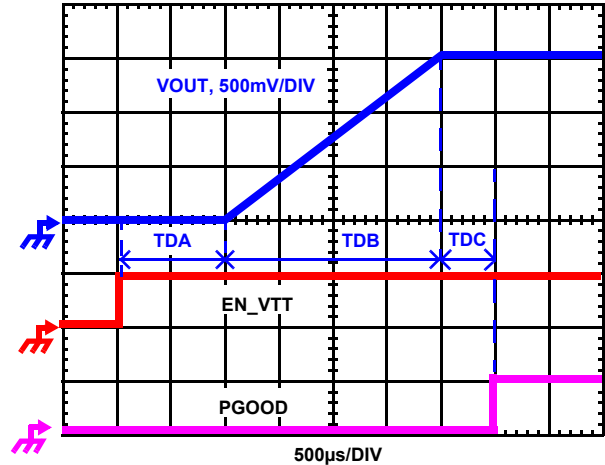 VOUT, 500mV/DIV
TDA
TDB
TDC
EN_VTT
PGOOD
500µs/DIV